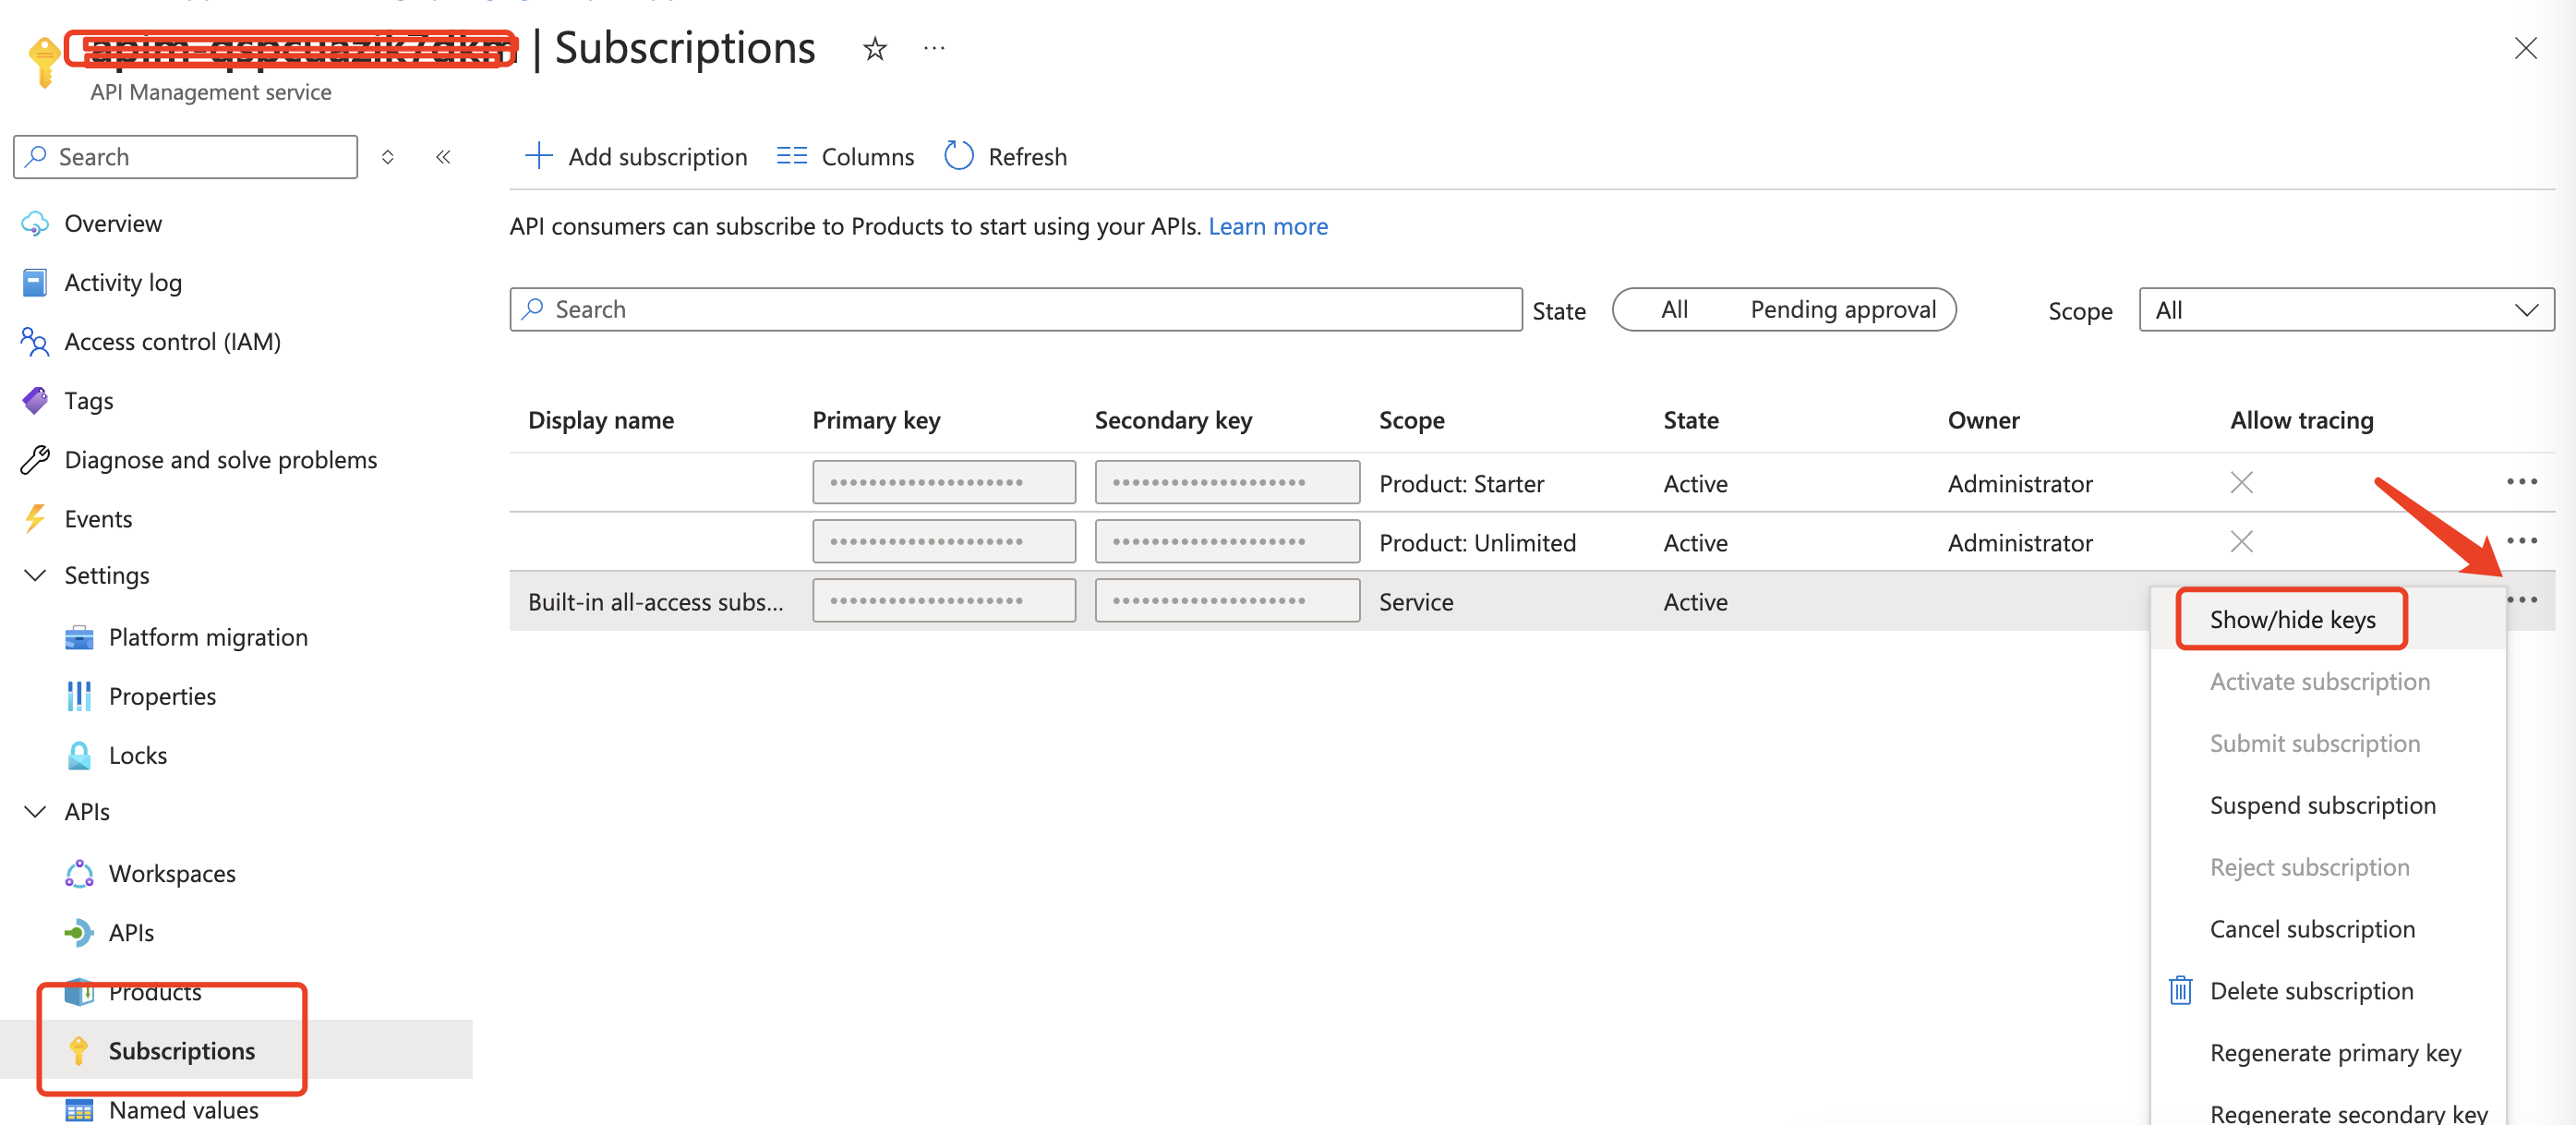 | Subscriptions
API Management service
Search
Add subscription
Columns
Refresh
Overview
Activity log
Access control (IAM)
Tags
Diagnose and solve problems
Events
Settings
Platform migration
Properties
Locks
APIs
Workspaces
APIs
Products
Subscriptions
Named values
API consumers can subscribe to Products to start using your APIs. Learn more
Search
State
All
Pending approval
Scope
All
Display name Primary key Secondary key Scope State Owner Allow tracing
Product: Starter Active Administrator
Product: Unlimited Active Administrator
Built-in all-access subs... Service Active
Show/hide keys
Activate subscription
Submit subscription
Suspend subscription
Reject subscription
Cancel subscription
Delete subscription
Regenerate primary key
Regenerate secondary key